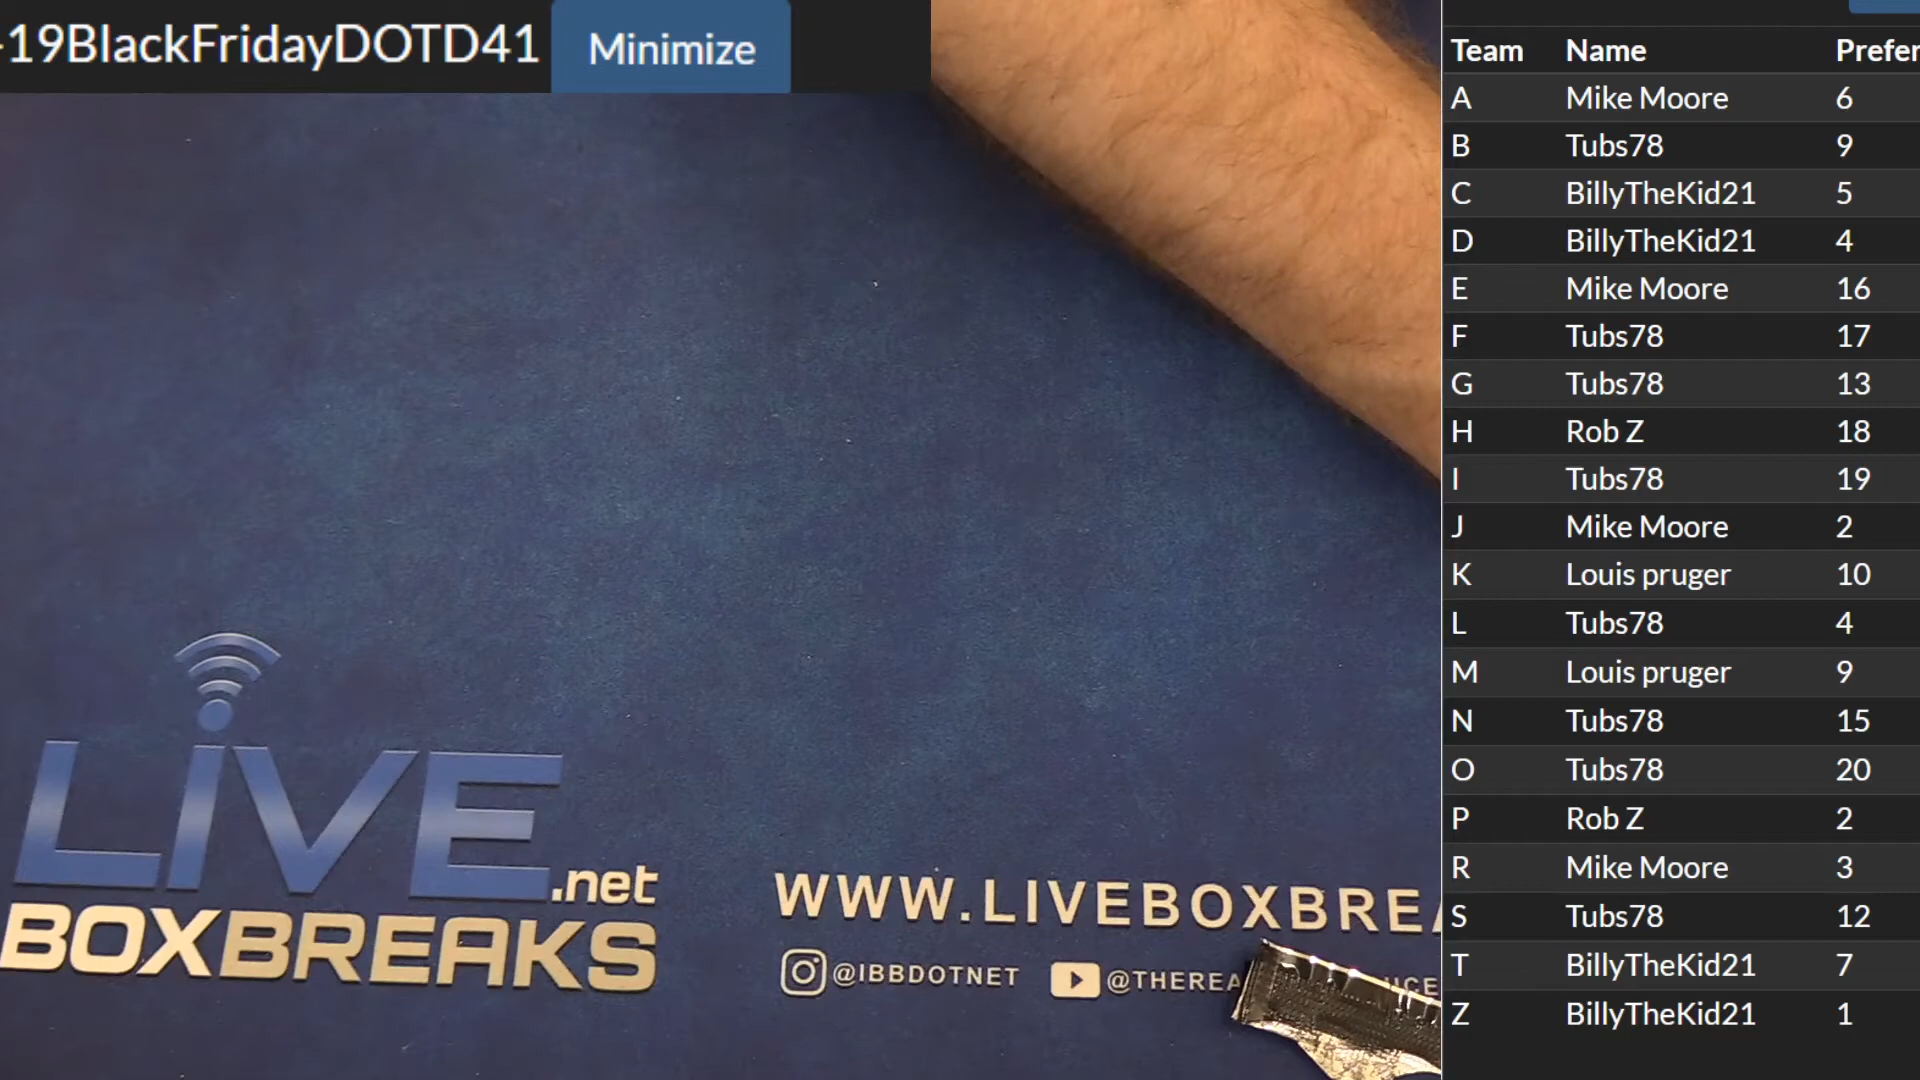 -19BlackFridayDOTD41
Minimize
Team Name Prefer
A Mike Moore 6
B Tubs78 9
C BillyTheKid21 5
D BillyTheKid21 4
E Mike Moore 16
F Tubs78 17
G Tubs78 13
H Rob Z 18
I Tubs78 19
J Mike Moore 2
K Louis pruger 10
L Tubs78 4
M Louis pruger 9
N Tubs78 15
O Tubs78 20
P Rob Z 2
R Mike Moore 3
S Tubs78 12
T BillyTheKid21 7
Z BillyTheKid21 1
LIVE
.net
BOXBREAKS
WWW.LIVEBOXBREA
@IBBDOTNET
@THEREA